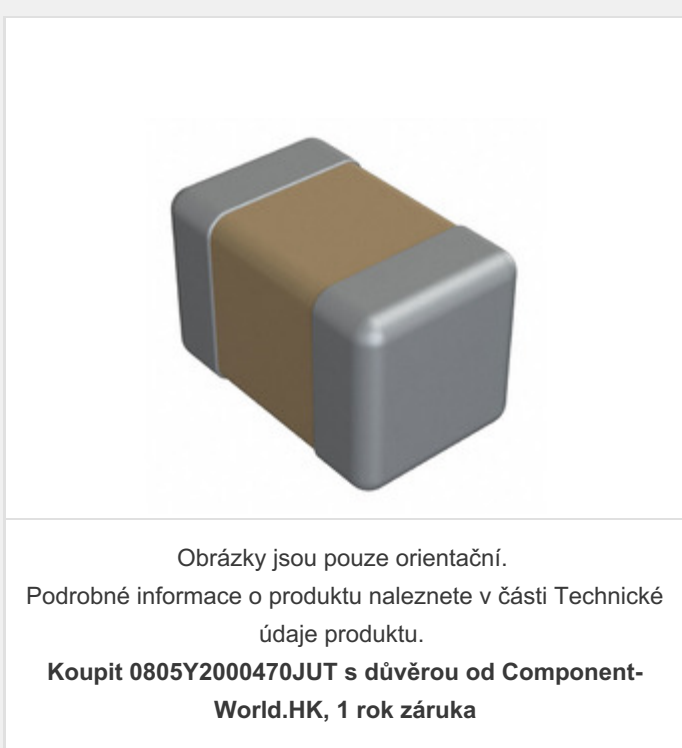 Obrázky jsou pouze orientační.
Podrobné informace o produktu naleznete v části Technické
údaje produktu.
Koupit 0805Y2000470JUT s důvěrou od Component-
World.HK, 1 rok záruka